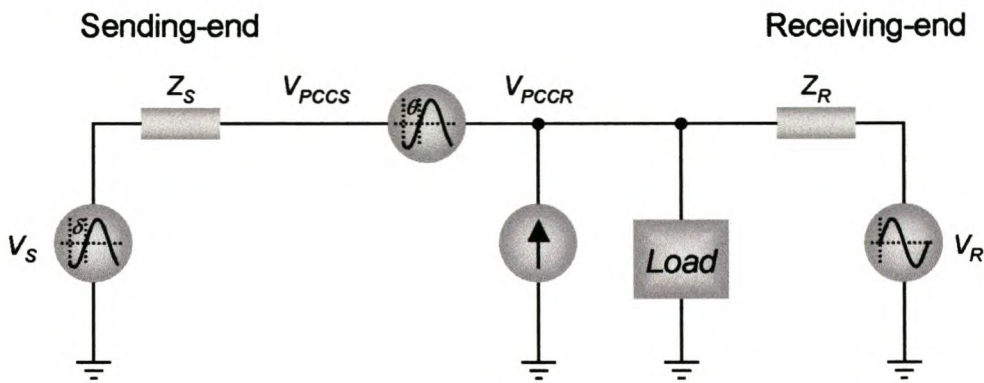 Sending-end
Receiving-end
Z_S
V_PCCS
V_PCCR
Z_R
θ
δ
V_S
Load
V_R